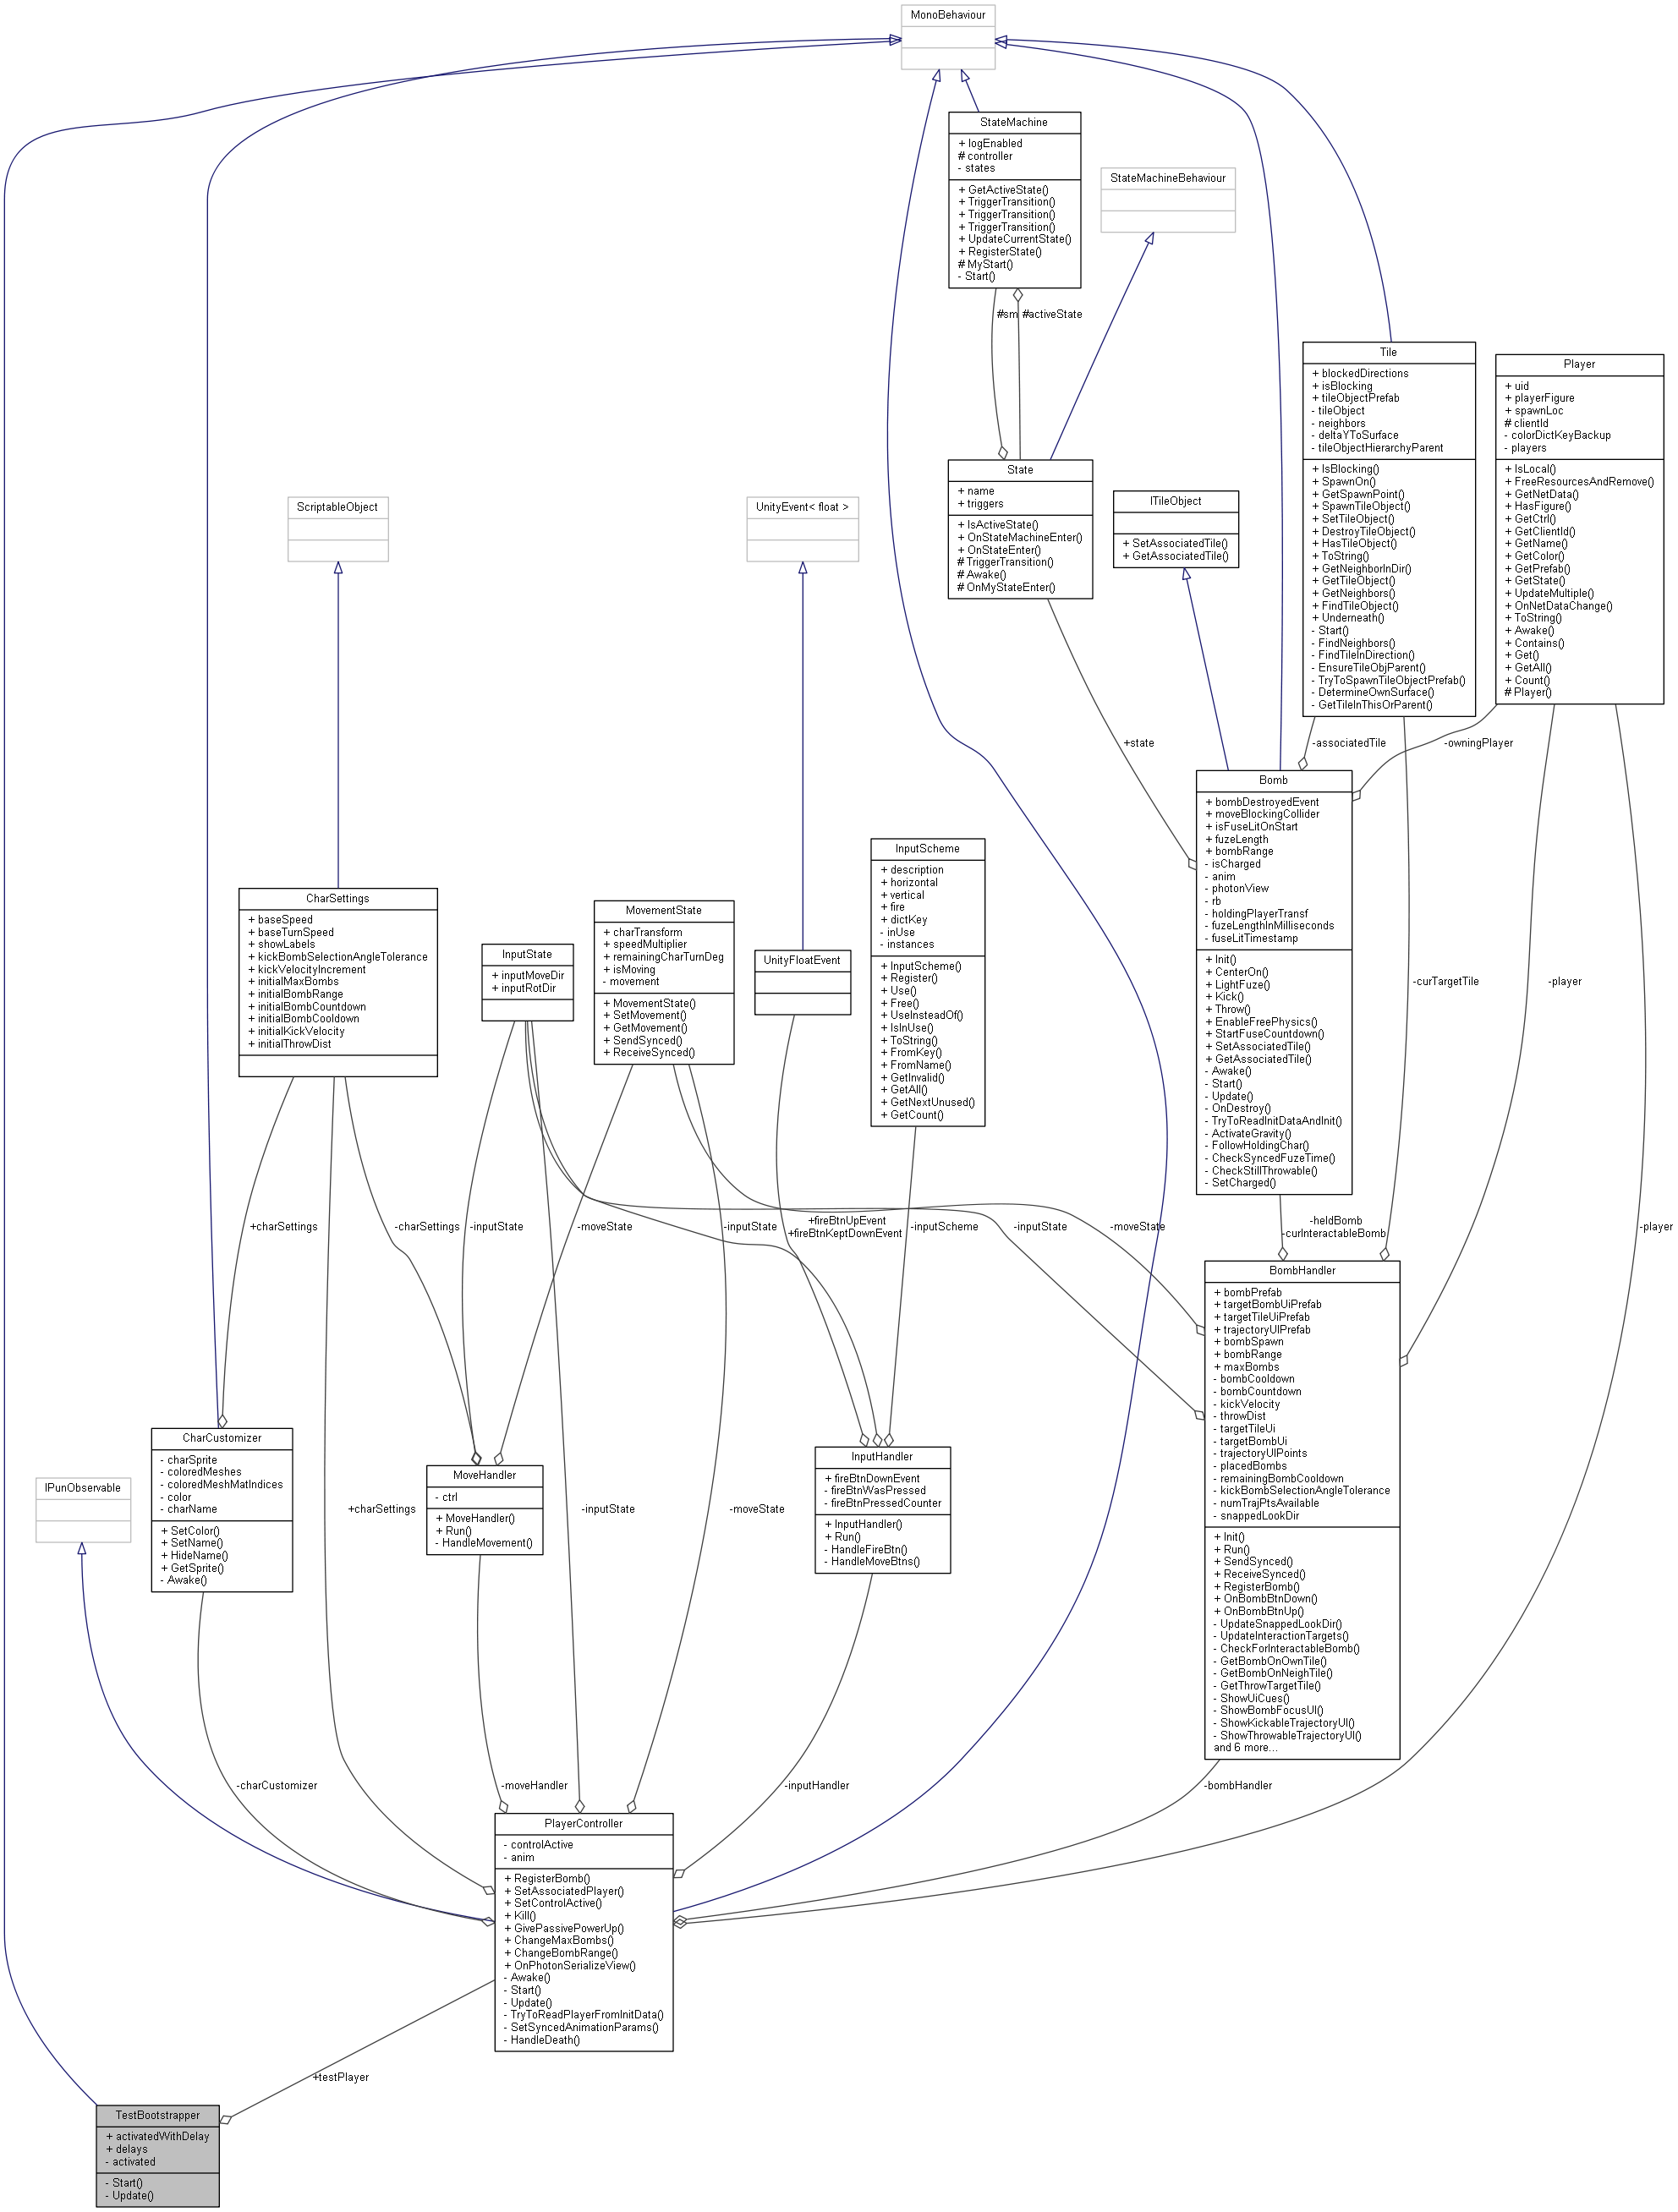 MonoBehaviour
StateMachine
+ logEnabled
# controller
- states
+ GetActiveState()
+ TriggerTransition()
+ TriggerTransition()
+ TriggerTransition()
+ UpdateCurrentState()
+ RegisterState()
# MyStart()
- Start()
StateMachineBehaviour
#sm
#activeState
Tile
+ blockedDirections
+ isBlocking
+ tileObjectPrefab
- tileObject
- neighbors
- deltaYToSurface
- tileObjectHierarchyParent
+ IsBlocking()
+ SpawnOn()
+ GetSpawnPoint()
+ SpawnTileObject()
+ SetTileObject()
+ DestroyTileObject()
+ HasTileObject()
+ ToString()
+ GetNeighborInDir()
+ GetTileObject()
+ GetNeighbors()
+ FindTileObject()
+ Underneath()
- Start()
- FindNeighbors()
- FindTileInDirection()
- EnsureTileObjParent()
- TryToSpawnTileObjectPrefab()
- DetermineOwnSurface()
- GetTileInThisOrParent()
Player
+ uid
+ playerFigure
+ spawnLoc
# clientId
- colorDictKeyBackup
- players
+ IsLocal()
+ FreeResourcesAndRemove()
+ GetNetData()
+ HasFigure()
+ GetCtrl()
+ GetClientId()
+ GetName()
+ GetColor()
+ GetPrefab()
+ GetState()
+ UpdateMultiple()
+ OnNetDataChange()
+ ToString()
+ Awake()
+ Contains()
+ Get()
+ GetAll()
+ Count()
# Player()
State
+ name
+ triggers
+ IsActiveState()
+ OnStateMachineEnter()
+ OnStateEnter()
# TriggerTransition()
# Awake()
# OnMyStateEnter()
ITileObject
+ SetAssociatedTile()
+ GetAssociatedTile()
ScriptableObject
UnityEvent< float >
+state
-associatedTile
-owningPlayer
Bomb
+ bombDestroyedEvent
+ moveBlockingCollider
+ isFuseLitOnStart
+ fuzeLength
+ bombRange
- isCharged
- anim
- photonView
- rb
- holdingPlayerTransf
- fuzeLengthInMilliseconds
- fuseLitTimestamp
+ Init()
+ CenterOn()
+ LightFuze()
+ Kick()
+ Throw()
+ EnableFreePhysics()
+ StartFuseCountdown()
+ SetAssociatedTile()
+ GetAssociatedTile()
- Awake()
- Start()
- Update()
- OnDestroy()
- TryToReadInitDataAndInit()
- ActivateGravity()
- FollowHoldingChar()
- CheckSyncedFuzeTime()
- CheckStillThrowable()
- SetCharged()
-curTargetTile
-player
CharSettings
+ baseSpeed
+ baseTurnSpeed
+ showLabels
+ kickBombSelectionAngleTolerance
+ kickVelocityIncrement
+ initialMaxBombs
+ initialBombRange
+ initialBombCountdown
+ initialBombCooldown
+ initialKickVelocity
+ initialThrowDist
InputState
+ inputMoveDir
+ inputRotDir
MovementState
+ charTransform
+ speedMultiplier
+ remainingCharTurnDeg
+ isMoving
- movement
+ MovementState()
+ SetMovement()
+ GetMovement()
+ SendSynced()
+ ReceiveSynced()
UnityFloatEvent
InputScheme
+ description
+ horizontal
+ vertical
+ fire
+ dictKey
- inUse
- instances
+ InputScheme()
+ Register()
+ Use()
+ Free()
+ UseInsteadOf()
+ IsInUse()
+ ToString()
+ FromKey()
+ FromName()
+ GetInvalid()
+ GetAll()
+ GetNextUnused()
+ GetCount()
+charSettings
-charSettings
-inputState
-moveState
-inputState
+fireBtnUpEvent
+fireBtnKeptDownEvent
-inputScheme
-inputState
-moveState
-heldBomb
-curInteractableBomb
-player
BombHandler
+ bombPrefab
+ targetBombUiPrefab
+ targetTileUiPrefab
+ trajectoryUIPrefab
+ bombSpawn
+ bombRange
+ maxBombs
- bombCooldown
- bombCountdown
- kickVelocity
- throwDist
- targetTileUi
- targetBombUi
- trajectoryUIPoints
- placedBombs
- remainingBombCooldown
- kickBombSelectionAngleTolerance
- numTrajPtsAvailable
- snappedLookDir
+ Init()
+ Run()
+ SendSynced()
+ ReceiveSynced()
+ RegisterBomb()
+ OnBombBtnDown()
+ OnBombBtnUp()
- UpdateSnappedLookDir()
- UpdateInteractionTargets()
- CheckForInteractableBomb()
- GetBombOnOwnTile()
- GetBombOnNeighTile()
- GetThrowTargetTile()
- ShowUiCues()
- ShowBombFocusUI()
- ShowKickableTrajectoryUI()
- ShowThrowableTrajectoryUI()
and 6 more...
CharCustomizer
- charSprite
- coloredMeshes
- coloredMeshMatIndices
- color
- charName
+ SetColor()
+ SetName()
+ HideName()
+ GetSprite()
- Awake()
IPunObservable
MoveHandler
- ctrl
+ MoveHandler()
+ Run()
- HandleMovement()
InputHandler
+ fireBtnDownEvent
- fireBtnWasPressed
- fireBtnPressedCounter
+ InputHandler()
+ Run()
- HandleFireBtn()
- HandleMoveBtns()
+charSettings
-inputState
-moveState
-charCustomizer
-moveHandler
-inputHandler
-bombHandler
PlayerController
- controlActive
- anim
+ RegisterBomb()
+ SetAssociatedPlayer()
+ SetControlActive()
+ Kill()
+ GivePassivePowerUp()
+ ChangeMaxBombs()
+ ChangeBombRange()
+ OnPhotonSerializeView()
- Awake()
- Start()
- Update()
- TryToReadPlayerFromInitData()
- SetSyncedAnimationParams()
- HandleDeath()
+testPlayer
TestBootstrapper
+ activatedWithDelay
+ delays
- activated
- Start()
- Update()